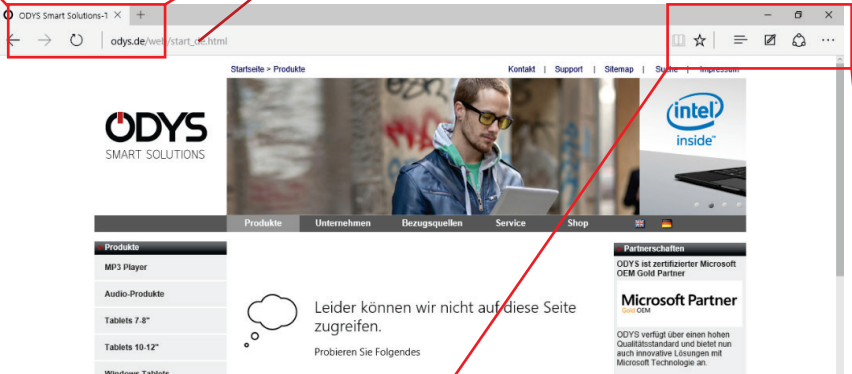 ODYS Smart Solutions-1
odys.de/web/start_de.html
Startseite > Produkte
Kontakt | Support | Sitemap | Suche | Impressum
ODYS
SMART SOLUTIONS
intel
inside™
Produkte Unternehmen Bezugsquellen Service Shop
Produkte
MP3 Player
Audio-Produkte
Tablets 7-8"
Tablets 10-12"
Windows Tablets
Leider können wir nicht auf diese Seite
zugreifen.
Probieren Sie Folgendes
Partnerschaften
ODYS ist zertifizierter Microsoft
OEM Gold Partner
Microsoft Partner
Gold OEM
ODYS verfügt über einen hohen
Qualitätsstandard und bietet nun
auch innovative Lösungen mit
Microsoft Technologie an.